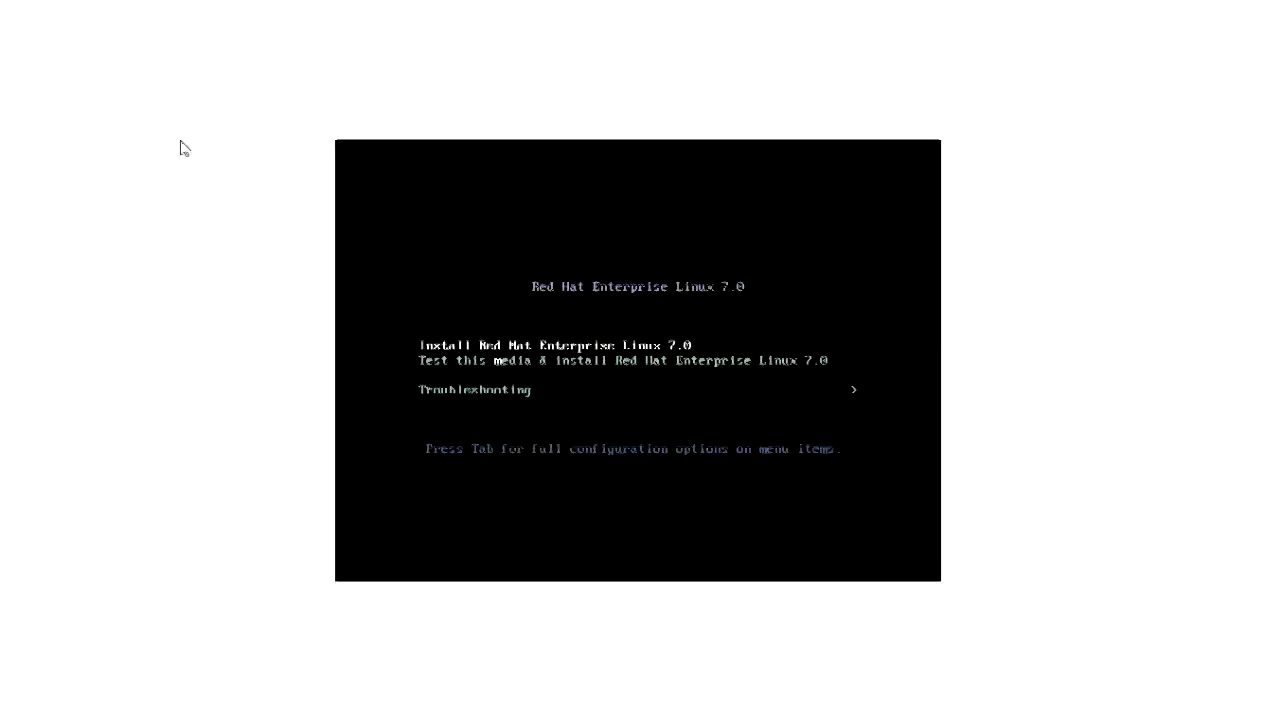 Red Hat Enterprise Linux 7.0
Install Red Hat Enterprise Linux 7.0
Test this media & install Red Hat Enterprise Linux 7.0
Troubleshooting >
Press Tab for full configuration options on menu items.